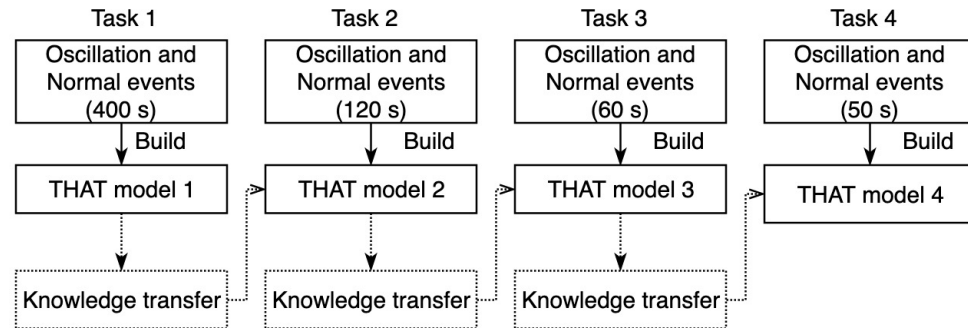 Task 1
Oscillation and
Normal events
(400 s)
Build
THAT model 1
Knowledge transfer
Task 2
Oscillation and
Normal events
(120 s)
Build
THAT model 2
Knowledge transfer
Task 3
Oscillation and
Normal events
(60 s)
Build
THAT model 3
Knowledge transfer
Task 4
Oscillation and
Normal events
(50 s)
Build
THAT model 4